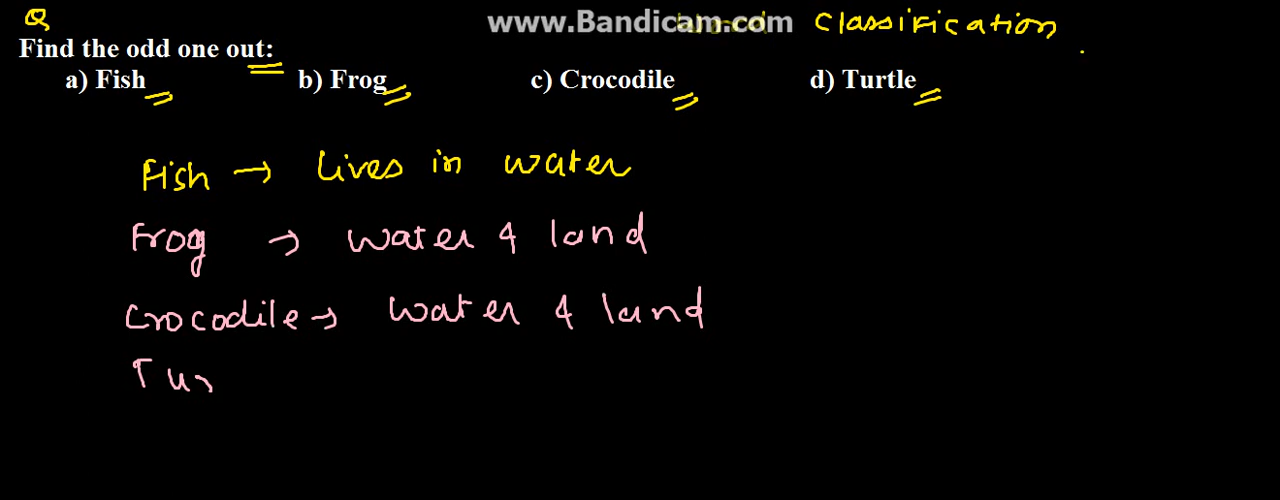 Q
www.Bandicam.com Classification
Find the odd one out:
a) Fish b) Frog c) Crocodile d) Turtle
Fish → Lives in water
Frog → water & land
Crocodile → water & land
Tur